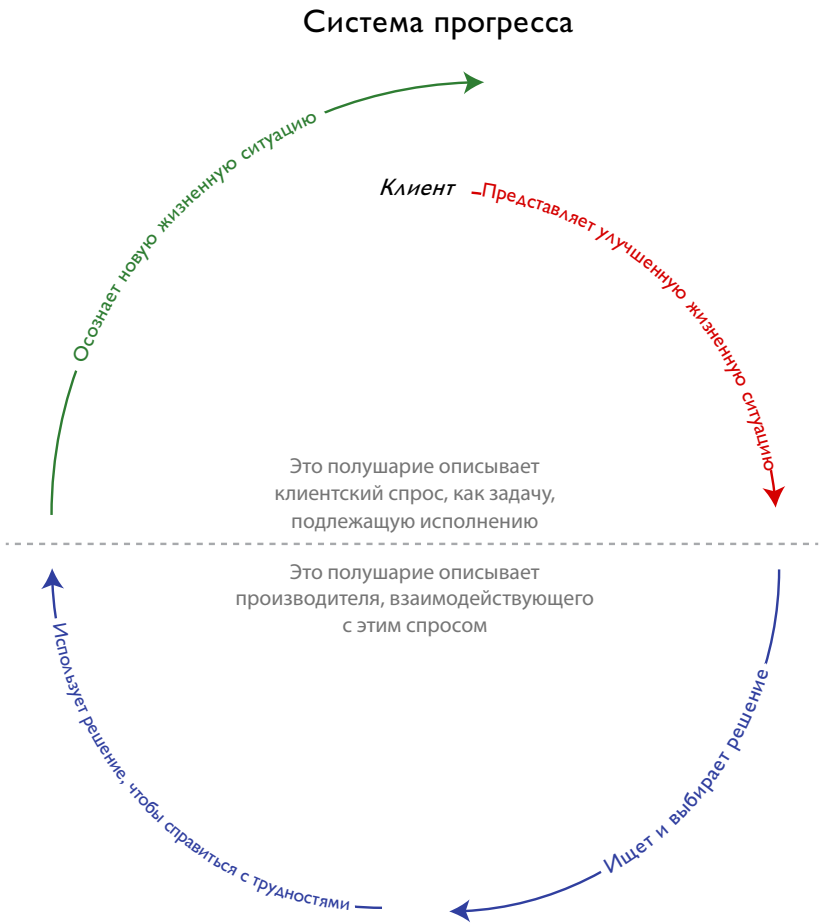 Система прогресса
Осознает новую жизненную ситуацию
Клиент
Представляет улучшенную жизненную ситуацию
Это полушарие описывает
клиентский спрос, как задачу,
подлежащую исполнению
Это полушарие описывает
производителя, взаимодействующего
с этим спросом
Ищет и выбирает решение
Использует решение, чтобы справиться с трудностями